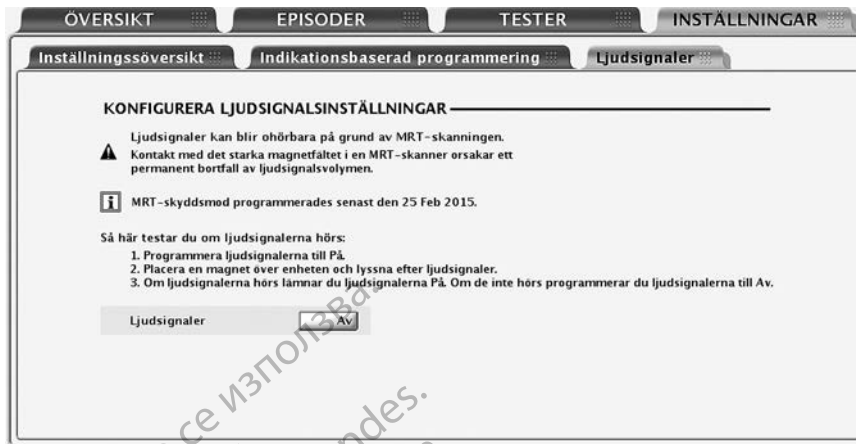 ÖVERSIKT EPISODER TESTER INSTÄLLNINGAR
Inställningssöversikt Indikationsbaserad programmering Ljudsignaler
KONFIGURERA LJUDSIGNALSINSTÄLLNINGAR
Ljudsignaler kan blir ohörbara på grund av MRT-skanningen.
Kontakt med det starka magnetfältet i en MRT-skanner orsakar ett
permanent bortfall av ljudsignalsvolymen.
i MRT-skyddsmod programmerades senast den 25 Feb 2015.
Så här testar du om ljudsignalerna hörs:
1. Programmera ljudsignalerna till På.
2. Placera en magnet över enheten och lyssna efter ljudsignaler.
3. Om ljudsignalerna hörs lämnar du ljudsignalerna På. Om de inte hörs programmerar du ljudsignalerna till Av.
Ljudsignaler Av
се използва.
ndes.